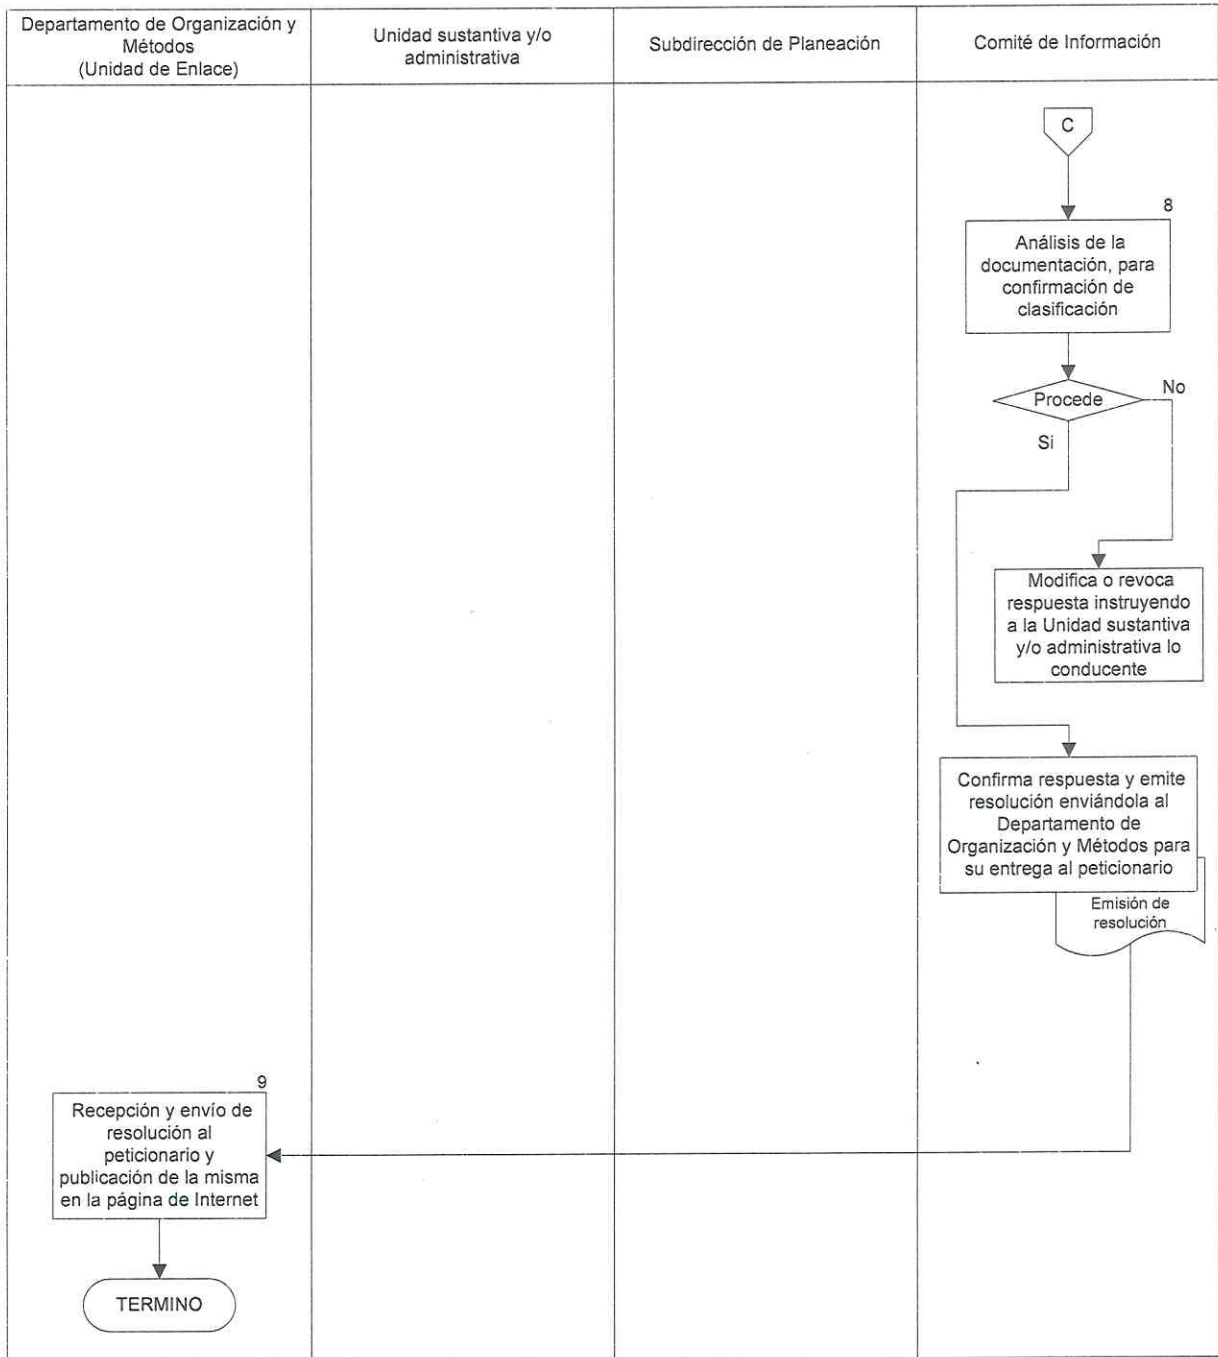 Departamento de Organización y
Métodos
(Unidad de Enlace)
Unidad sustantiva y/o
administrativa
Subdirección de Planeación
Comité de Información
C
8
Análisis de la
documentación, para
confirmación de
clasificación
Procede
No
Si
Modifica o revoca
respuesta instruyendo
a la Unidad sustantiva
y/o administrativa lo
conducente
Confirma respuesta y emite
resolución enviándola al
Departamento de
Organización y Métodos para
su entrega al peticionario
Emisión de
resolución
9
Recepción y envío de
resolución al
peticionario y
publicación de la misma
en la página de Internet
TERMINO